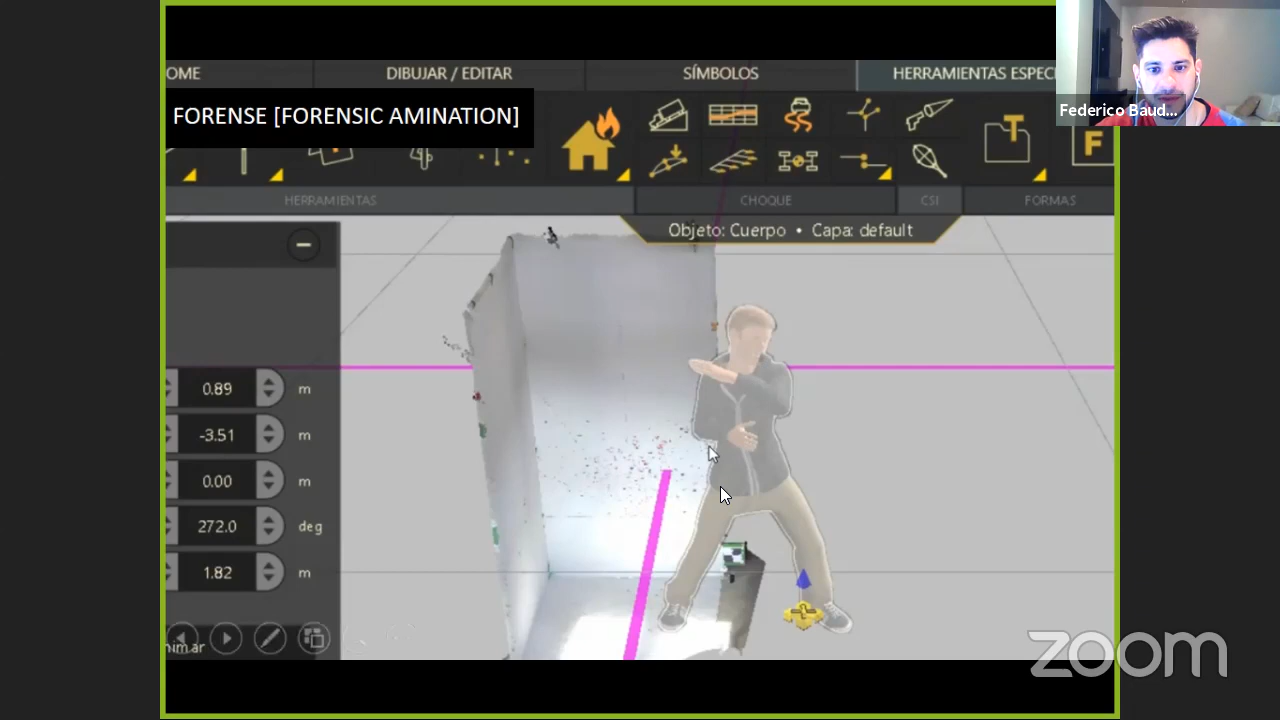 OME
DIBUJAR / EDITAR
SÍMBOLOS
HERRAMIENTAS ESPECI
FORENSE [FORENSIC AMINATION]
Federico Baud...
T
F
HERRAMIENTAS
CHOQUE
CSI
FORMAS
Objeto: Cuerpo • Capa: default
0.89 m
-3.51 m
0.00 m
272.0 deg
1.82 m
nimar
zoom